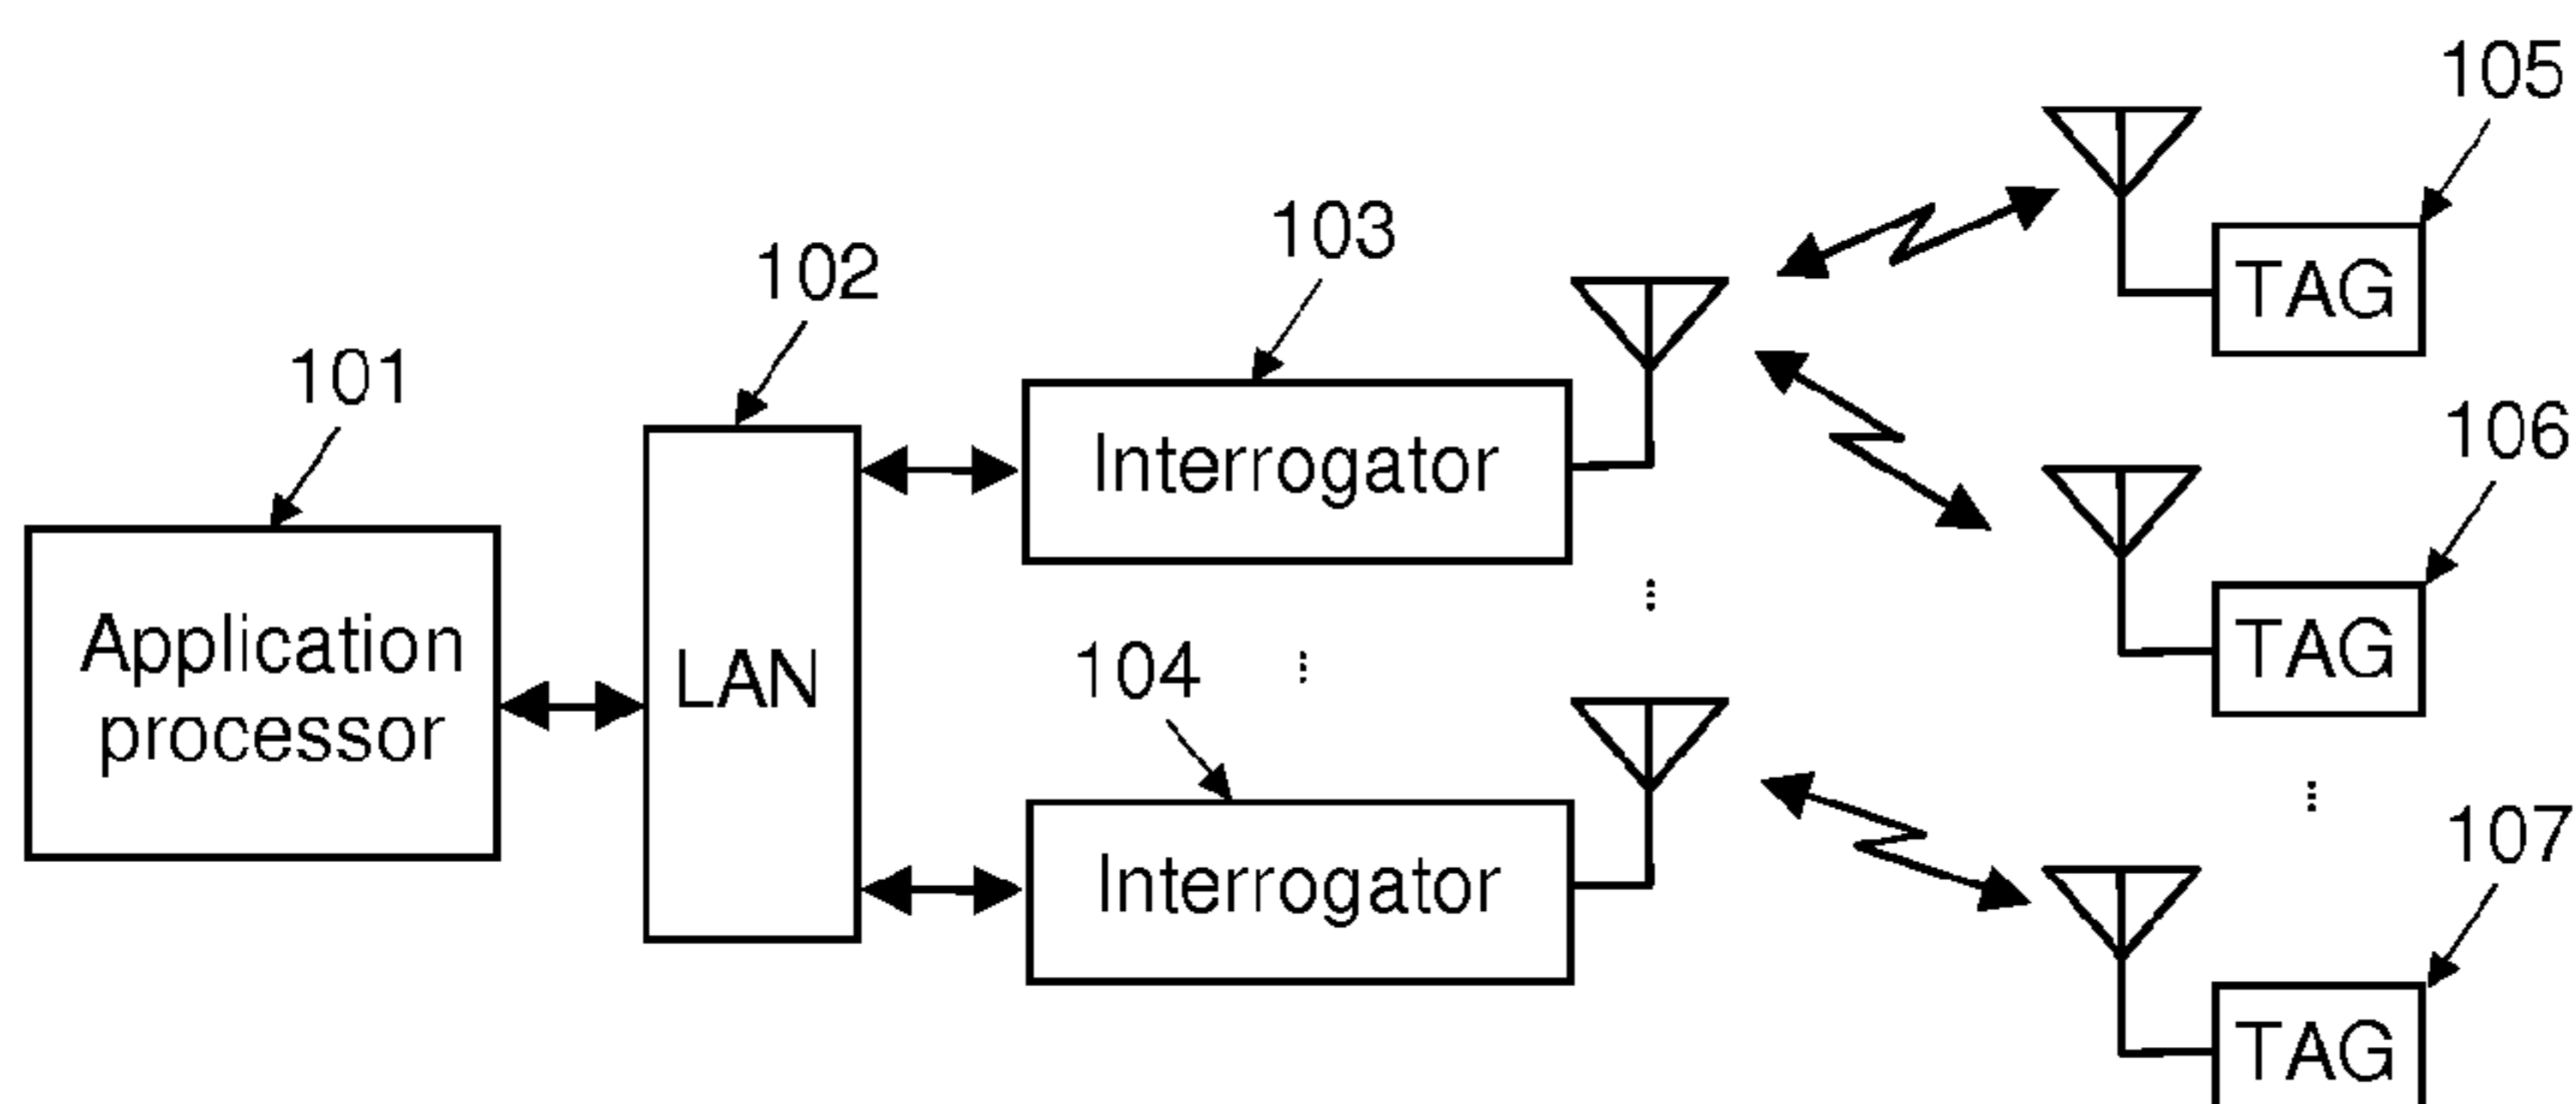 105
103
102
TAG
101
106
Interrogator
Application
processor
LAN
104
TAG
107
Interrogator
TAG